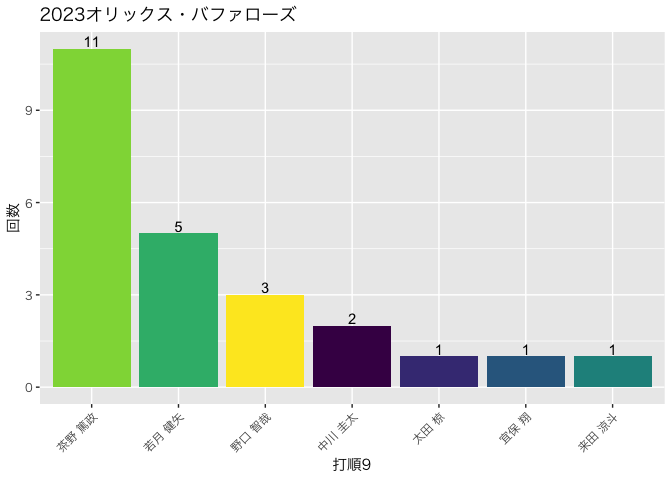 2023オリックス・バファローズ
11
5
3
2
1
1
1
9
6
3
0
回数
茶野 篤政
若月 健矢
野口 智哉
中川 圭太
太田 椋
宜保 翔
来田 涼斗
打順9